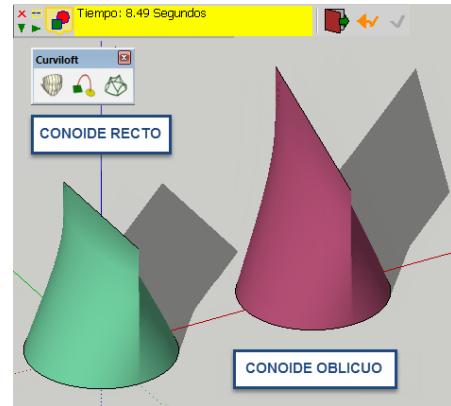 Tiempo: 8.49 Segundos
Curviloft
CONOIDE RECTO
CONOIDE OBLICUO